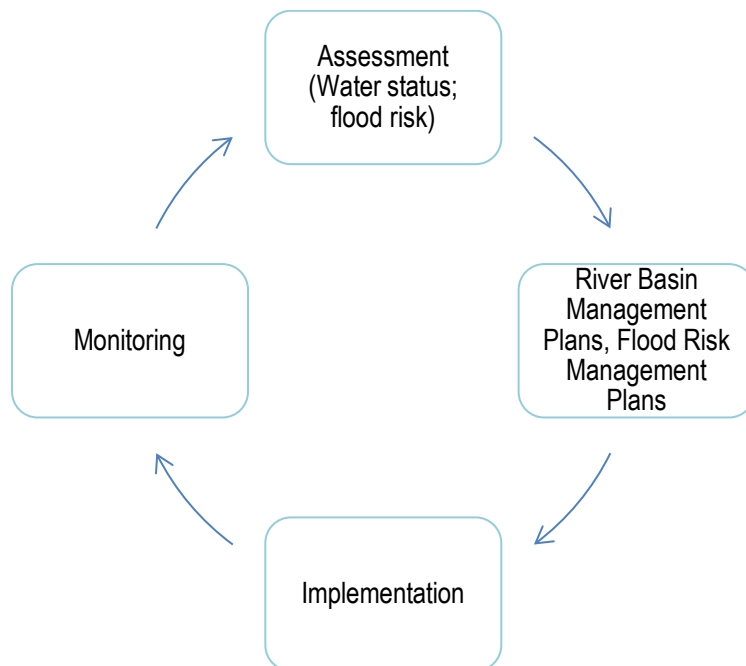 Assessment
(Water status;
flood risk)
River Basin
Management
Plans, Flood Risk
Management
Plans
Implementation
Monitoring